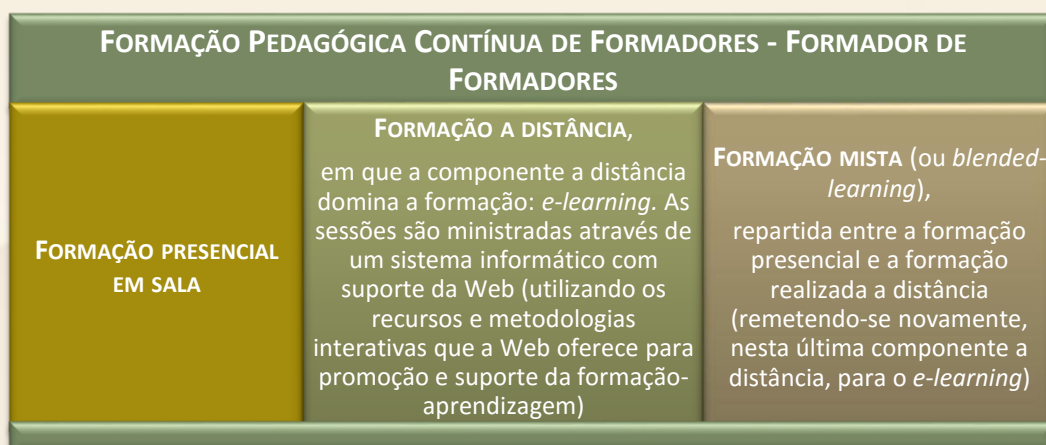 FORMAÇÃO PEDAGÓGICA CONTÍNUA DE FORMADORES - FORMADOR DE
FORMADORES
FORMAÇÃO PRESENCIAL
EM SALA
FORMAÇÃO A DISTÂNCIA,
em que a componente a distância
domina a formação: e-learning. As
sessões são ministradas através de
um sistema informático com
suporte da Web (utilizando os
recursos e metodologias
interativas que a Web oferece para
promoção e suporte da formação-
aprendizagem)
FORMAÇÃO MISTA (ou blended-
learning),
repartida entre a formação
presencial e a formação
realizada a distância
(remetendo-se novamente,
nesta última componente a
distância, para o e-learning)